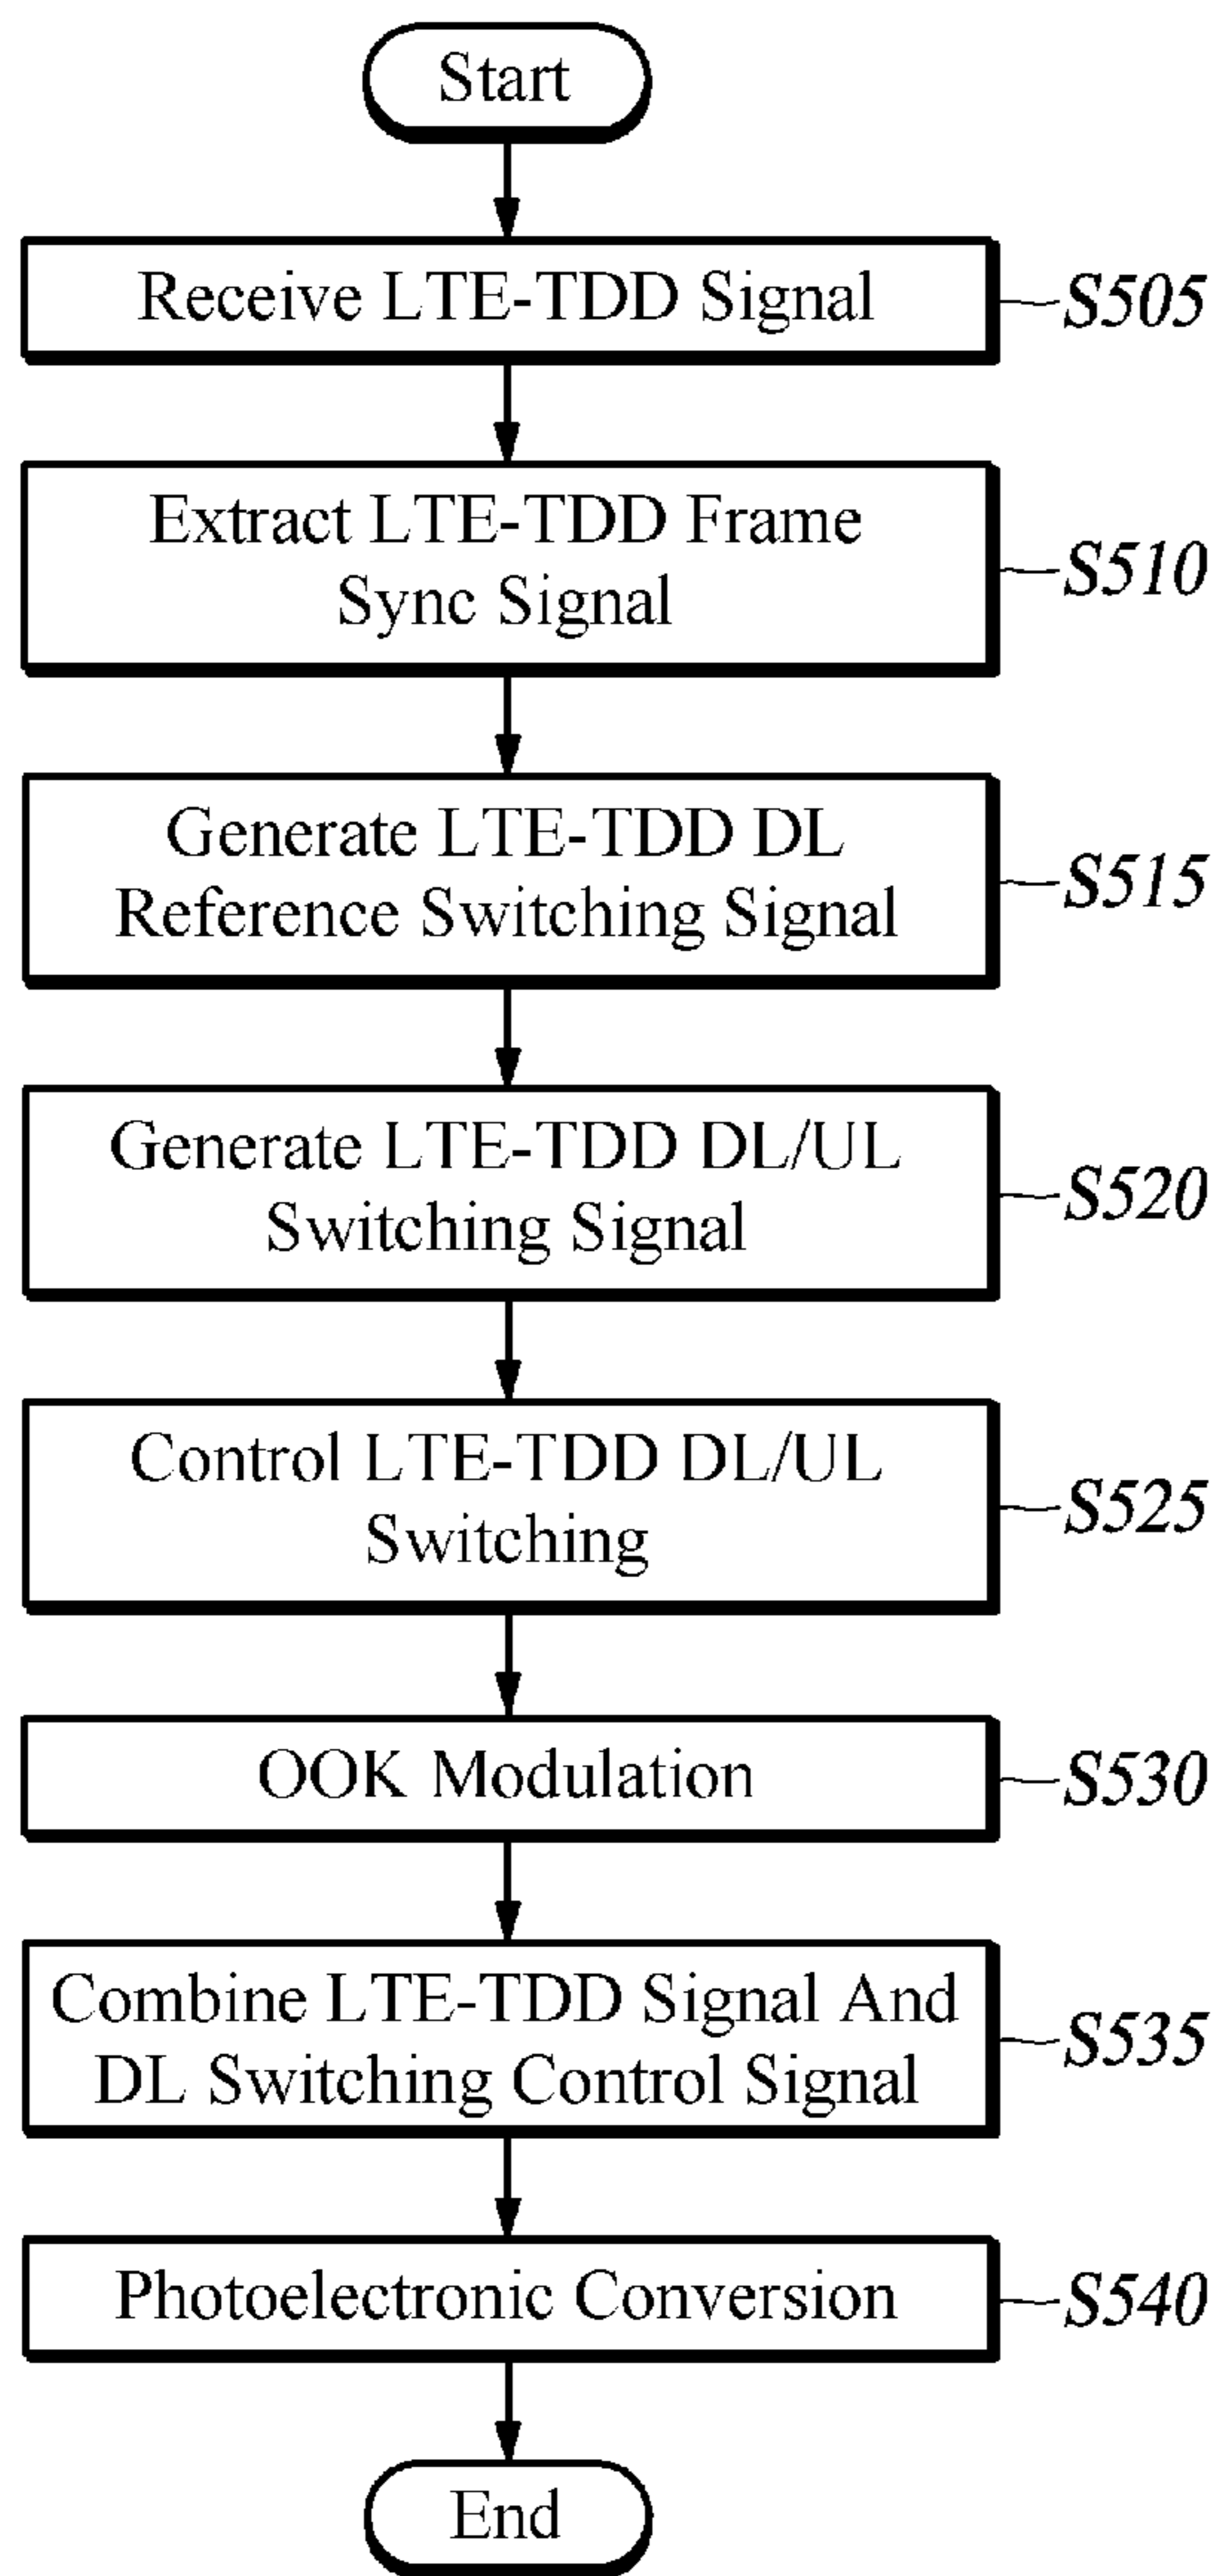 Start
Receive LTE-TDD Signal
S505
Extract LTE-TDD Frame
Sync Signal
S510
Generate LTE-TDD DL
Reference Switching Signal
S515
Generate LTE-TDD DL/UL
Switching Signal
S520
Control LTE-TDD DL/UL
Switching
S525
OOK Modulation
S530
Combine LTE-TDD Signal And
DL Switching Control Signal
S535
Photoelectronic Conversion
S540
End